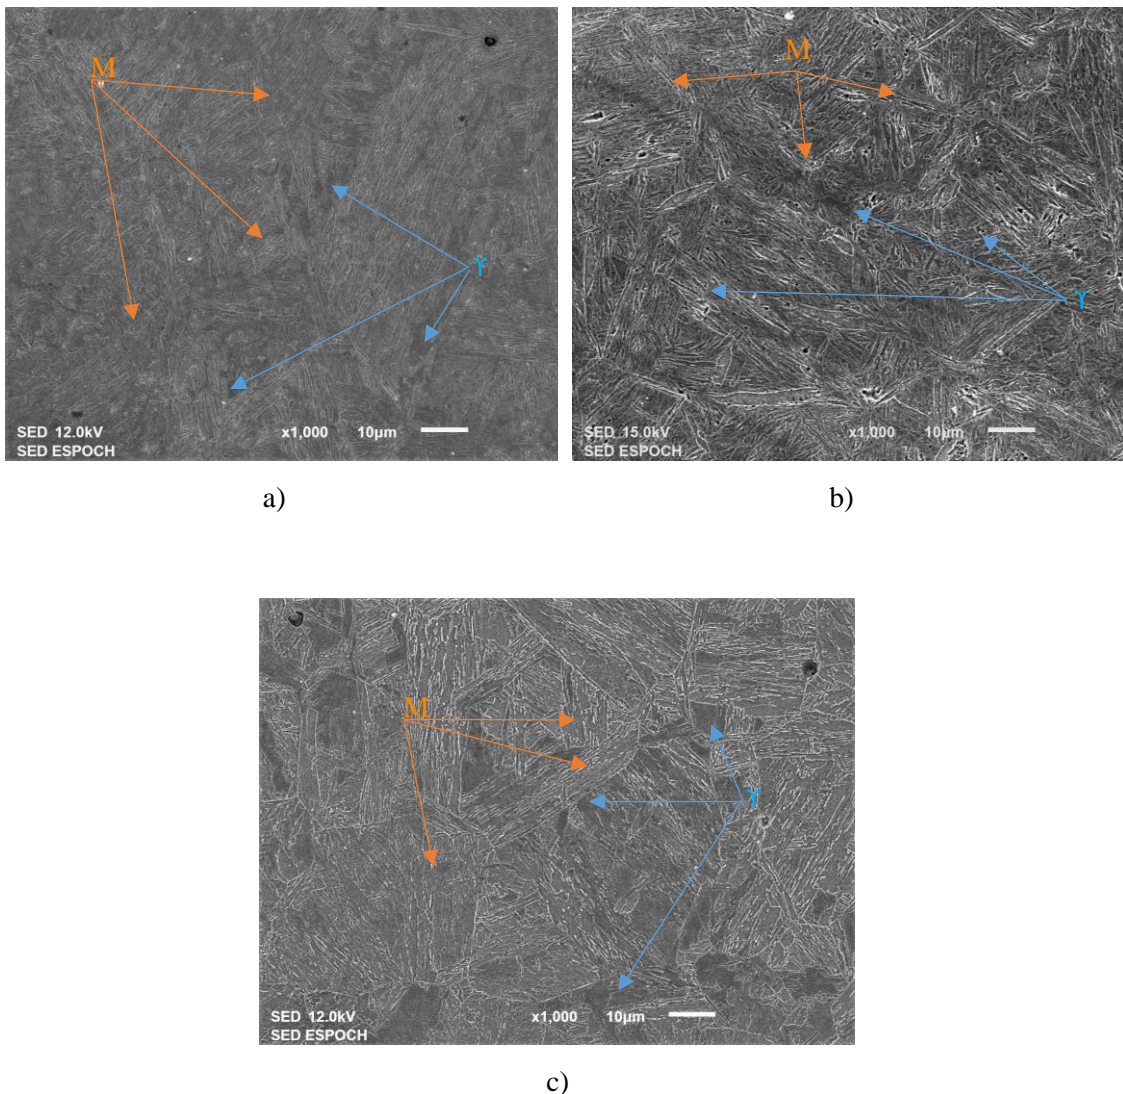 M
ϒ
SED 12.0kV x1,000 10µm
SED ESPOCH
a)
M
ϒ
SED 15.0kV x1,000 10µm
SED ESPOCH
b)
M
ϒ
SED 12.0kV x1,000 10µm
SED ESPOCH
c)